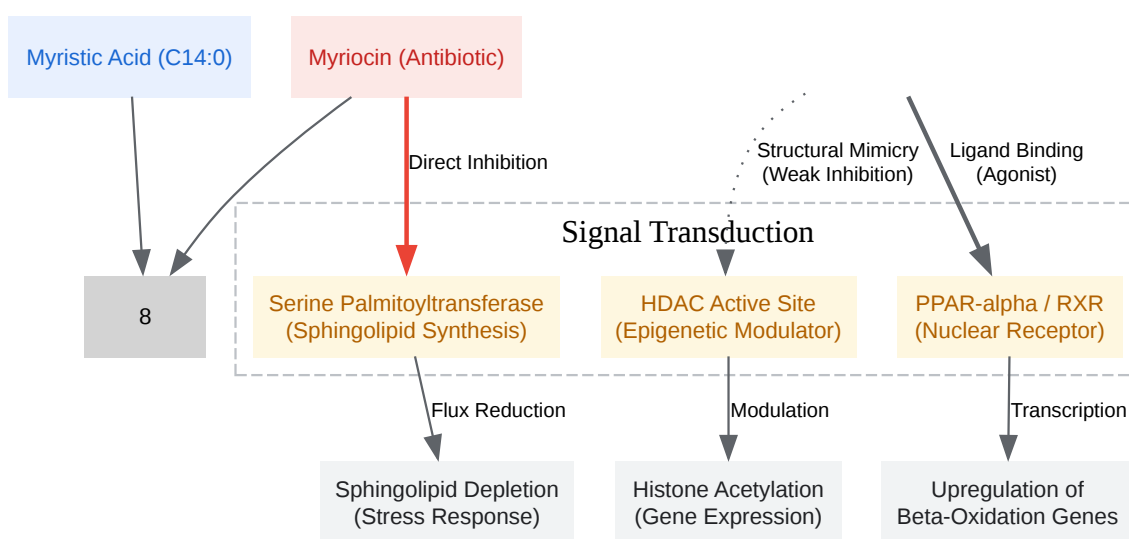 Myristic Acid (C14:0)
Myriocin (Antibiotic)
Direct Inhibition
Structural Mimicry
(Weak Inhibition)
Ligand Binding
(Agonist)
Signal Transduction
8
Serine Palmitoyltransferase
(Sphingolipid Synthesis)
HDAC Active Site
(Epigenetic Modulator)
PPAR-alpha / RXR
(Nuclear Receptor)
Flux Reduction
Modulation
Transcription
Sphingolipid Depletion
(Stress Response)
Histone Acetylation
(Gene Expression)
Upregulation of
Beta-Oxidation Genes